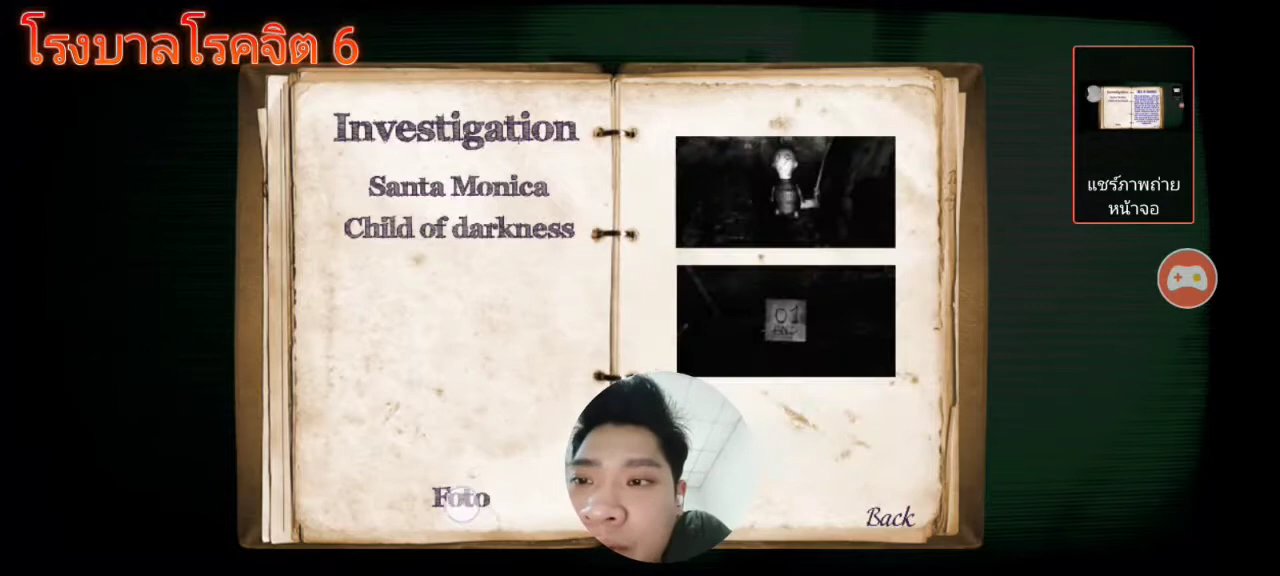 โรงบาลโรคจิต 6
Investigation
Santa Monica
Child of darkness
Foto
01
Back
แชร์ภาพถ่าย
หน้าจอ